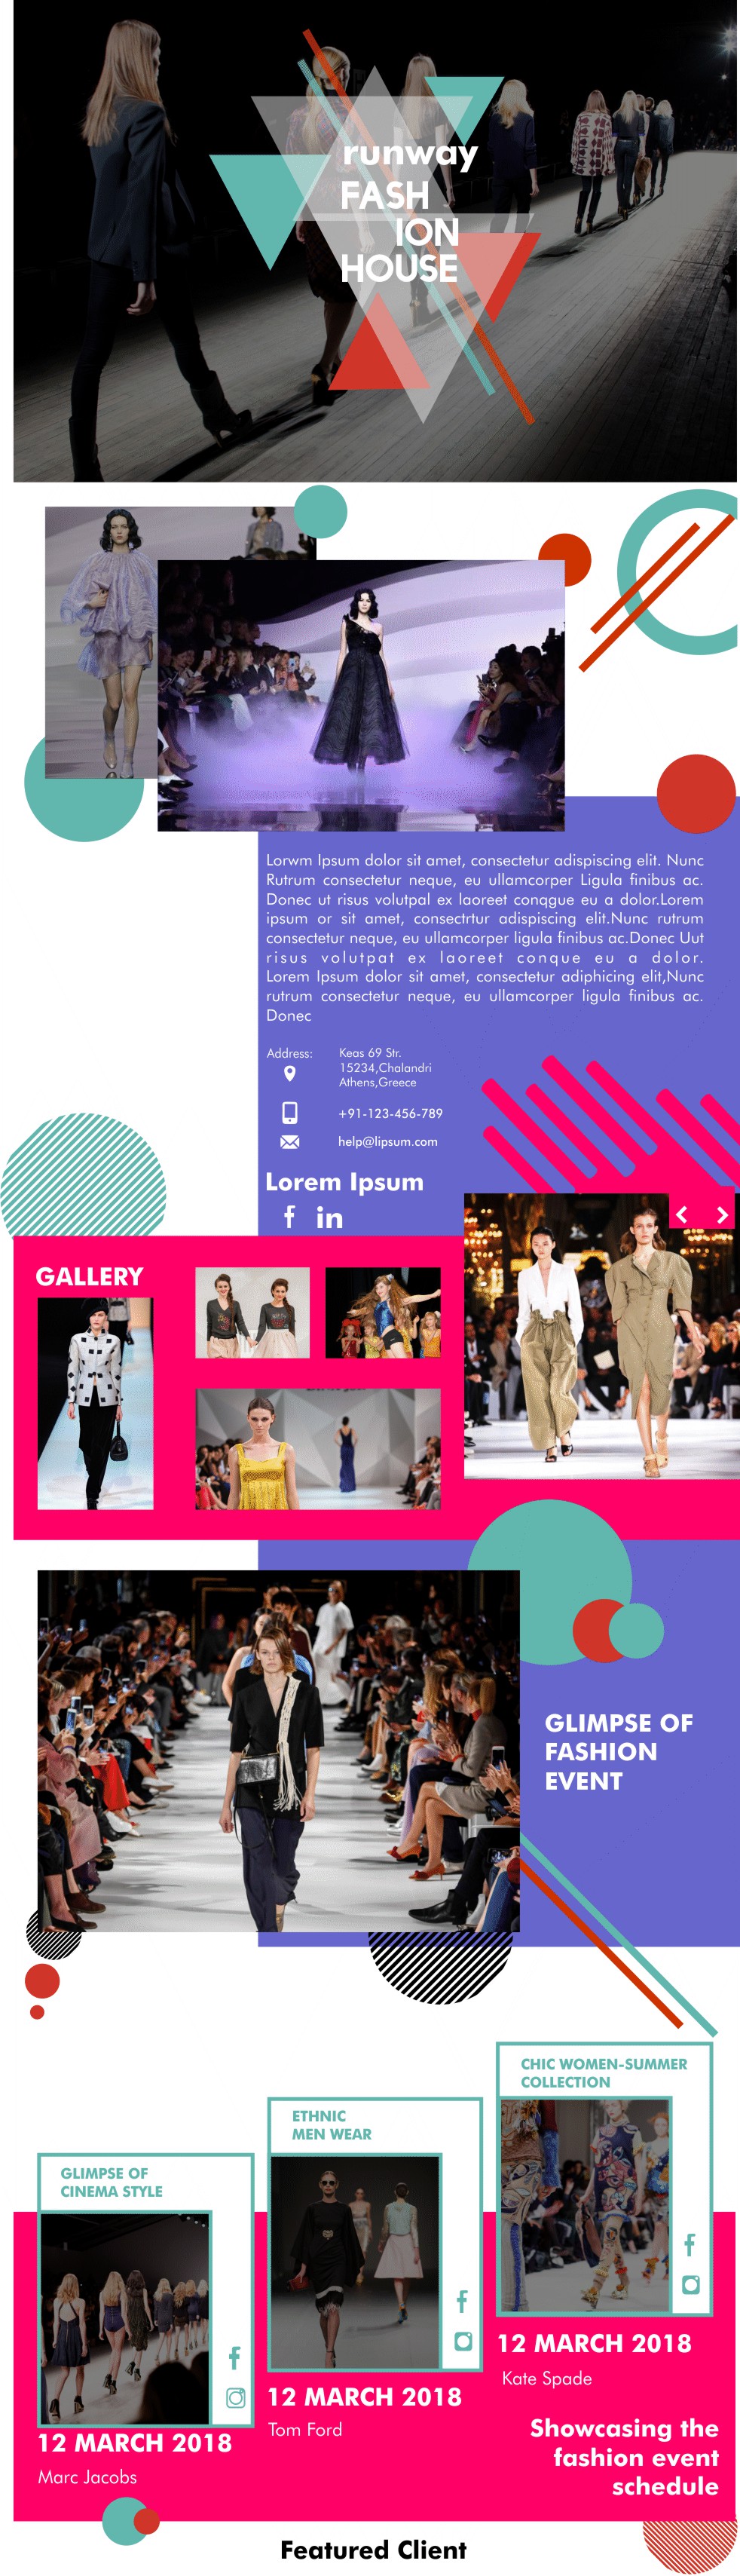 runway
FASH
ION
HOUSE
Lorwm Ipsum dolor sit amet, consectetur adispiscing elit. Nunc
Rutrum consectetur neque, eu ullamcorper Ligula finibus ac.
Donec ut risus volutpal ex laoreet conqgue eu a dolor.Lorem
ipsum or sit amet, consectrtur adispiscing elit.Nunc rutrum
consectetur neque, eu ullamcorper ligula finibus ac.Donec Uut
risus volutpat ex laoreet conque eu a dolor.
Lorem Ipsum dolor sit amet, consectetur adiphicing elit,Nunc
rutrum consectetur neque, eu ullamcorper ligula finibus ac.
Donec
Address: Keas 69 Str.
15234,Chalandri
Athens,Greece
+91-123-456-789
help@lipsum.com
Lorem Ipsum
f in
GALLERY
GLIMPSE OF
FASHION
EVENT
CHIC WOMEN-SUMMER
COLLECTION
ETHNIC
MEN WEAR
GLIMPSE OF
CINEMA STYLE
12 MARCH 2018
Kate Spade
12 MARCH 2018
Tom Ford
12 MARCH 2018
Marc Jacobs
Showcasing the
fashion event
schedule
Featured Client